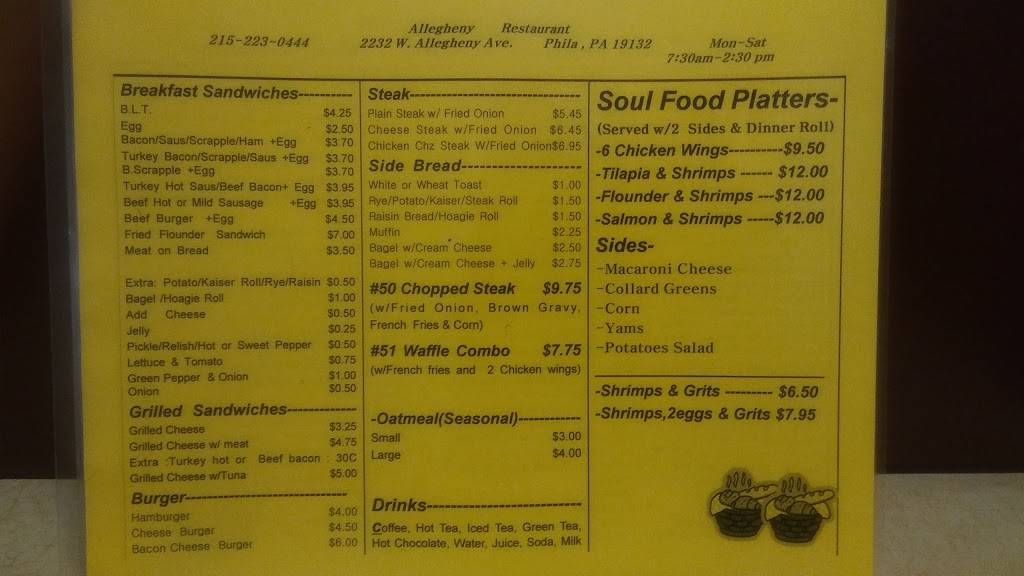 Allegheny Restaurant
215-223-0444 2232 W. Allegheny Ave. Phila , PA 19132 Mon-Sat
7:30am-2:30 pm
Breakfast Sandwiches-----------
B.L.T. $4.25
Egg $2.50
Bacon/Saus/Scrapple/Ham +Egg $3.70
Turkey Bacon/Scrapple/Saus +Egg $3.70
B.Scrapple +Egg $3.70
Turkey Hot Saus/Beef Bacon+ Egg $3.95
Beef Hot or Mild Sausage +Egg $3.95
Beef Burger +Egg $4.50
Fried Flounder Sandwich $7.00
Meat on Bread $3.50
Extra: Potato/Kaiser Roll/Rye/Raisin $0.50
Bagel /Hoagie Roll $1.00
Add Cheese $0.50
Jelly $0.25
Pickle/Relish/Hot or Sweet Pepper $0.50
Lettuce & Tomato $0.75
Green Pepper & Onion $1.00
Onion $0.50
Grilled Sandwiches--------------
Grilled Cheese $3.25
Grilled Cheese w/ meat $4.75
Extra :Turkey hot or Beef bacon : 30C
Grilled Cheese w/Tuna $5.00
Burger---------------------------------
Hamburger $4.00
Cheese Burger $4.50
Bacon Cheese Burger $6.00
Steak----------------------------------
Plain Steak w/ Fried Onion $5.45
Cheese Steak w/Fried Onion $6.45
Chicken Chz Steak W/Fried Onion$6.95
Side Bread------------------------
White or Wheat Toast $1.00
Rye/Potato/Kaiser/Steak Roll $1.50
Raisin Bread/Hoagie Roll $1.50
Muffin $2.25
Bagel w/Cream Cheese $2.50
Bagel w/Cream Cheese + Jelly $2.75
#50 Chopped Steak $9.75
(w/Fried Onion, Brown Gravy,
French Fries & Corn)
#51 Waffle Combo $7.75
(w/French fries and 2 Chicken wings)
-Oatmeal(Seasonal)------------
Small $3.00
Large $4.00
Drinks-------------------------------
Coffee, Hot Tea, Iced Tea, Green Tea,
Hot Chocolate, Water, Juice, Soda, Milk
Soul Food Platters-
(Served w/2 Sides & Dinner Roll)
-6 Chicken Wings----------$9.50
-Tilapia & Shrimps ------ $12.00
-Flounder & Shrimps ---$12.00
-Salmon & Shrimps -----$12.00
Sides-
-Macaroni Cheese
-Collard Greens
-Corn
-Yams
-Potatoes Salad
-Shrimps & Grits --------- $6.50
-Shrimps,2eggs & Grits $7.95